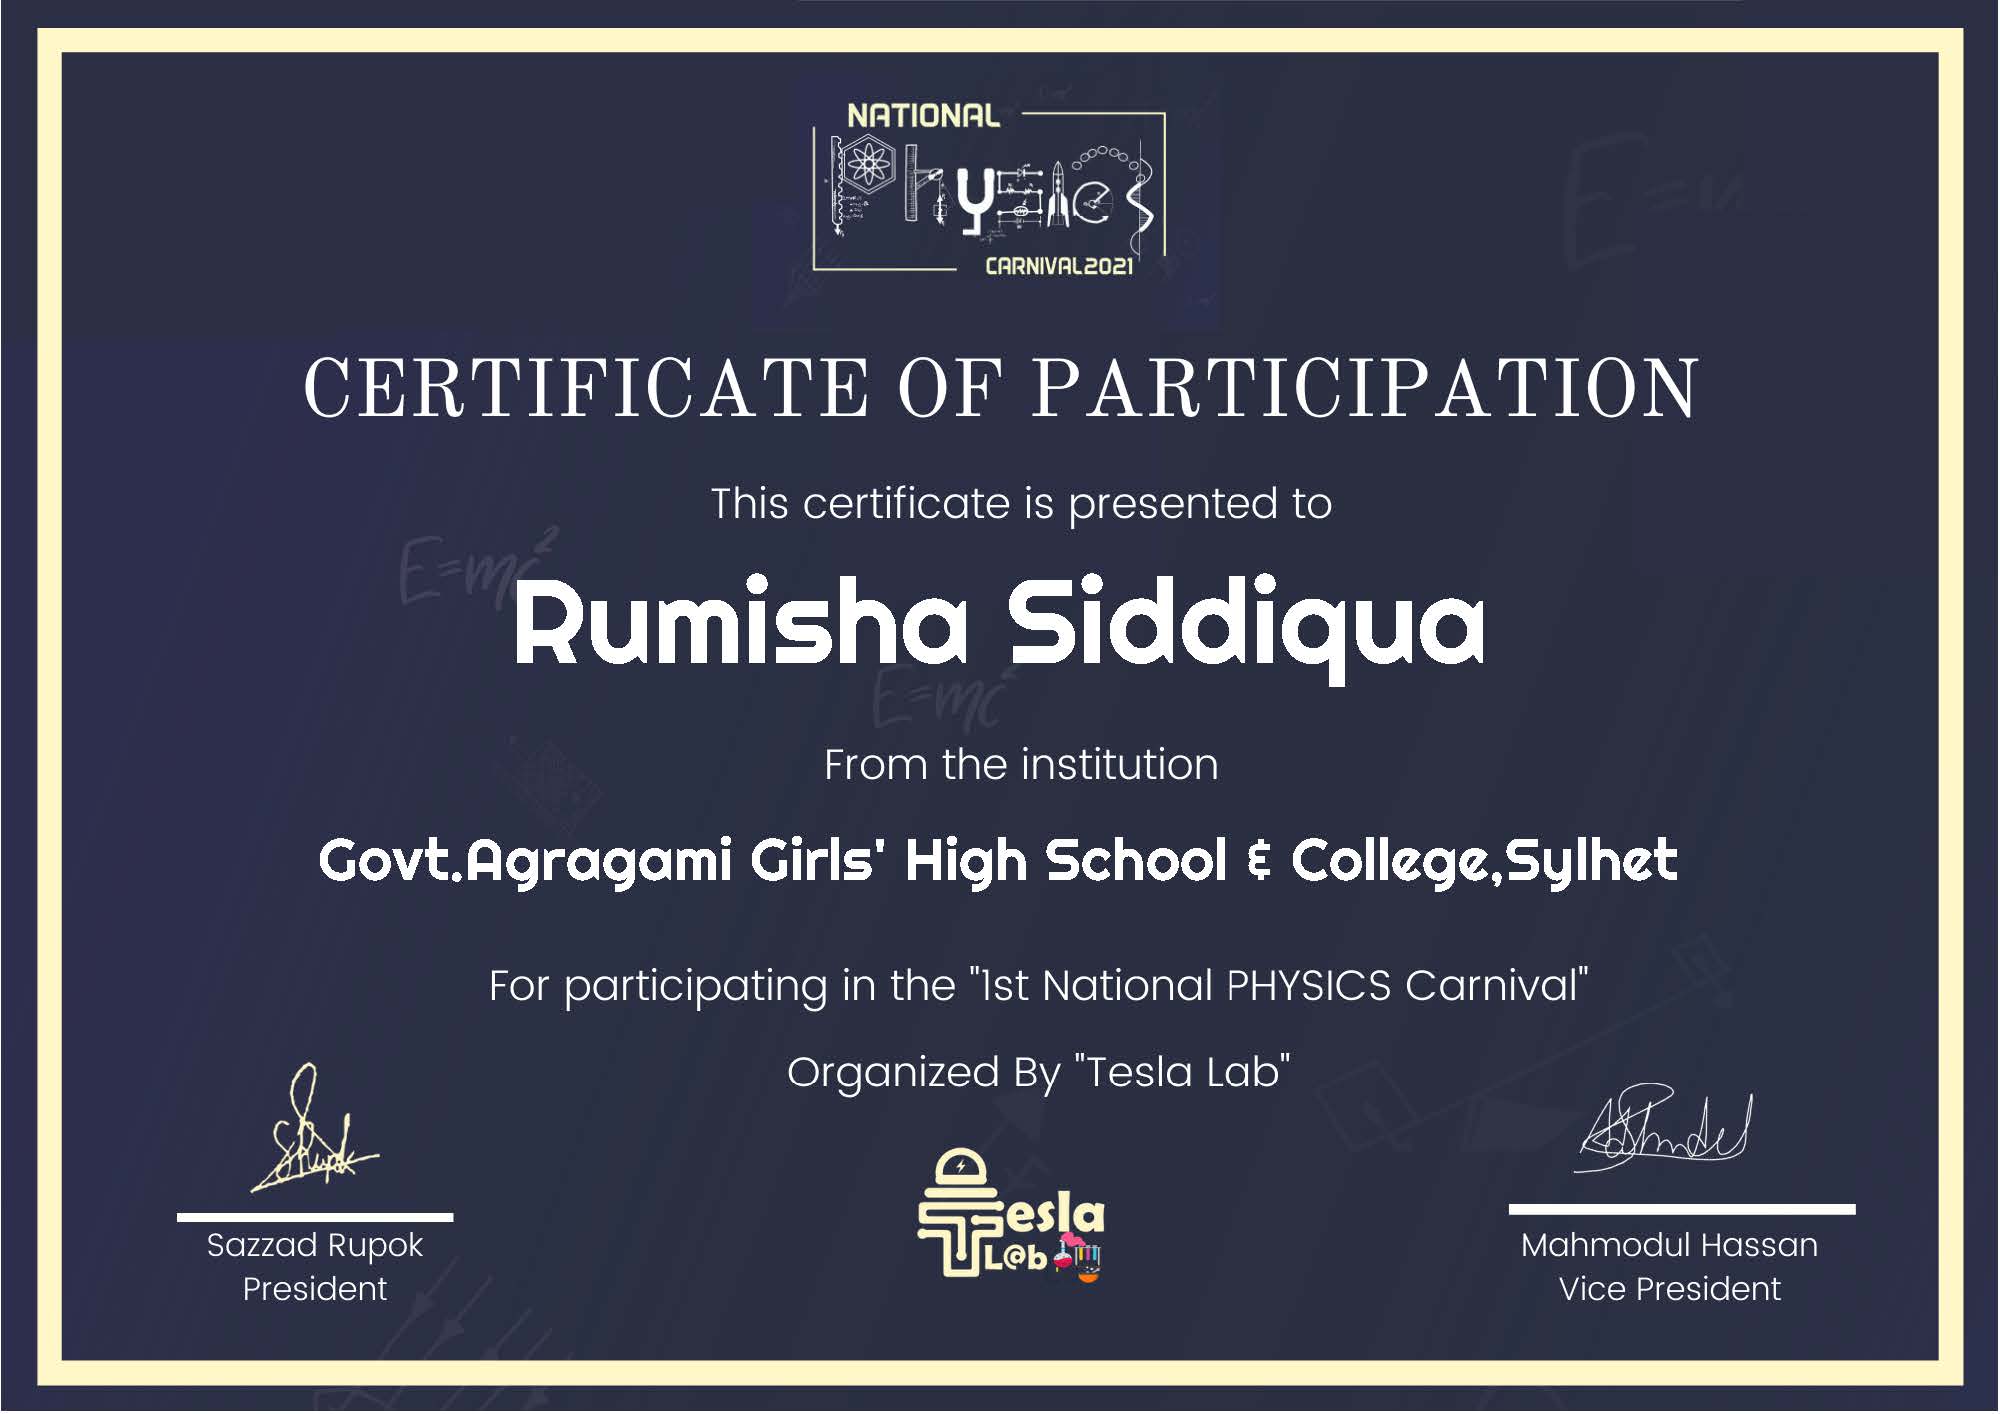 NATIONAL
PHYSICS
CARNIVAL2021
CERTIFICATE OF PARTICIPATION
This certificate is presented to
E=mc²
Rumisha Siddiqua
E=mc²
From the institution
Govt.Agragami Girls' High School & College,Sylhet
For participating in the "1st National PHYSICS Carnival"
Organized By "Tesla Lab"
Tesla
L@b
Sazzad Rupok
President
Mahmodul Hassan
Vice President